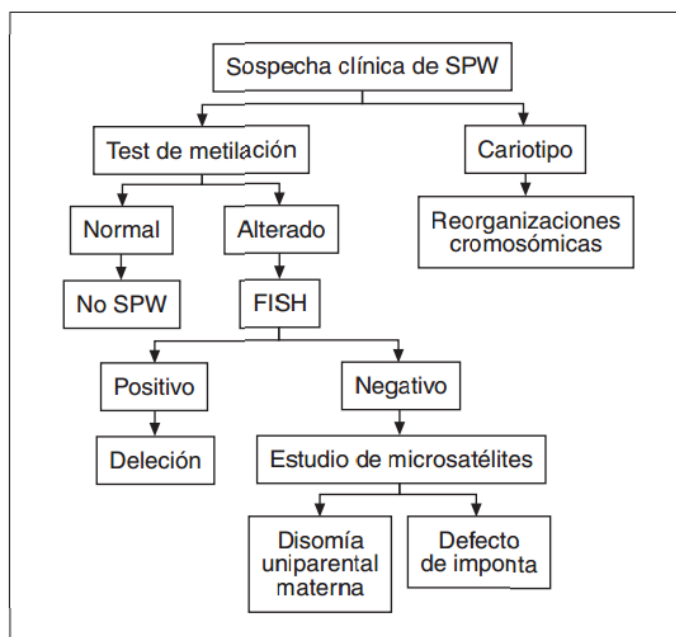 Sospecha clínica de SPW
Test de metilación
Cariotipo
Normal
Alterado
Reorganizaciones
cromosómicas
No SPW
FISH
Positivo
Negativo
Deleción
Estudio de microsatélites
Disomía
uniparental
materna
Defecto
de imponta